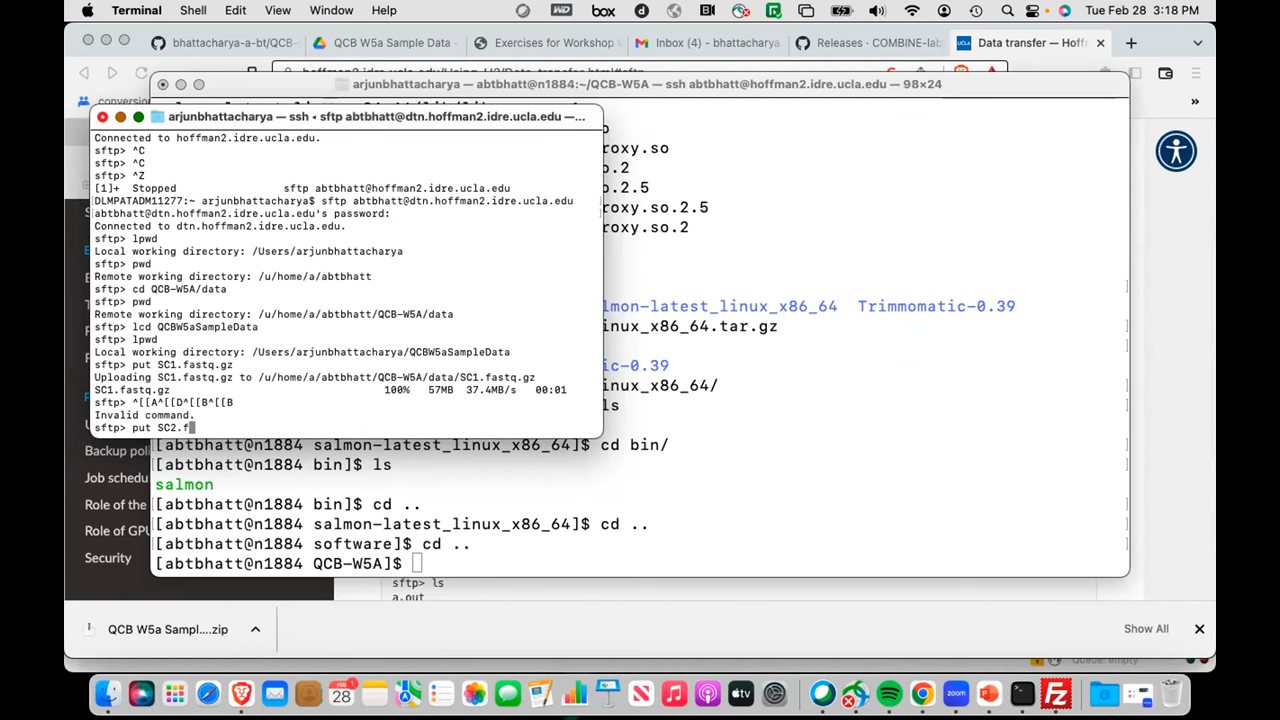 Terminal Shell Edit View Window Help Tue Feb 28 3:18 PM
bhattacharya-a-bt/QCB- QCB W5a Sample Data - Exercises for Workshop Inbox (4) - bhattacharya Releases · COMBINE-lab Data transfer — Hoff
conversion
arjunbhattacharya — abtbhatt@n1884:~/QCB-W5A — ssh abtbhatt@hoffman2.idre.ucla.edu — 98×24
arjunbhattacharya — ssh ◂ sftp abtbhatt@dtn.hoffman2.idre.ucla.edu —...
Connected to hoffman2.idre.ucla.edu.
sftp> ^C
sftp> ^C
sftp> ^Z
[1]+  Stopped                 sftp abtbhatt@hoffman2.idre.ucla.edu
DLMPATADM11277:~ arjunbhattacharya$ sftp abtbhatt@dtn.hoffman2.idre.ucla.edu
abtbhatt@dtn.hoffman2.idre.ucla.edu's password:
Connected to dtn.hoffman2.idre.ucla.edu.
sftp> lpwd
Local working directory: /Users/arjunbhattacharya
sftp> pwd
Remote working directory: /u/home/a/abtbhatt
sftp> cd QCB-W5A/data
sftp> pwd
Remote working directory: /u/home/a/abtbhatt/QCB-W5A/data
sftp> lcd QCBW5aSampleData
sftp> lpwd
Local working directory: /Users/arjunbhattacharya/QCBW5aSampleData
sftp> put SC1.fastq.gz
Uploading SC1.fastq.gz to /u/home/a/abtbhatt/QCB-W5A/data/SC1.fastq.gz
SC1.fastq.gz 100% 57MB 37.4MB/s 00:01
sftp> ^[[A^[[D^[[B^[[B
Invalid command.
sftp> put SC2.f
o
roxy.so
o.2
o.2.5
roxy.so.2.5
roxy.so.2
lmon-latest_linux_x86_64 Trimmomatic-0.39
inux_x86_64.tar.gz
ic-0.39
inux_x86_64/
ls
[abtbhatt@n1884 salmon-latest_linux_x86_64]$ cd bin/
[abtbhatt@n1884 bin]$ ls
salmon
[abtbhatt@n1884 bin]$ cd ..
[abtbhatt@n1884 salmon-latest_linux_x86_64]$ cd ..
[abtbhatt@n1884 software]$ cd ..
[abtbhatt@n1884 QCB-W5A]$
Backup poli
Job schedu
Role of the
Role of GPU
Security
sftp> ls
a.out
QCB W5a Sampl....zip Show All